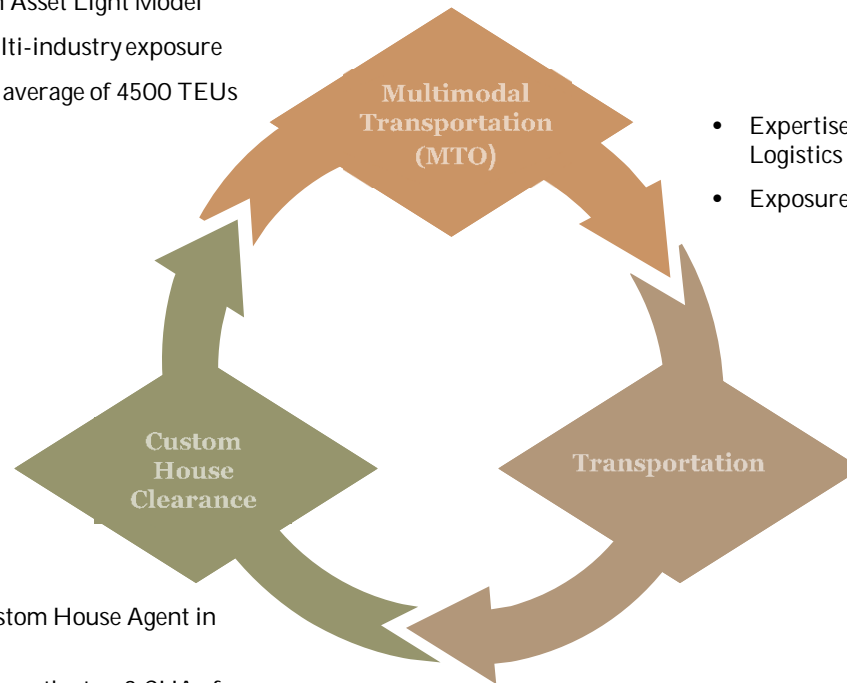 Asset Light Model
lti-industry exposure
average of 4500 TEUs
Multimodal
Transportation
(MTO)
• Expertise
Logistics
• Exposure
Custom
House
Clearance
Transportation
stom House Agent in